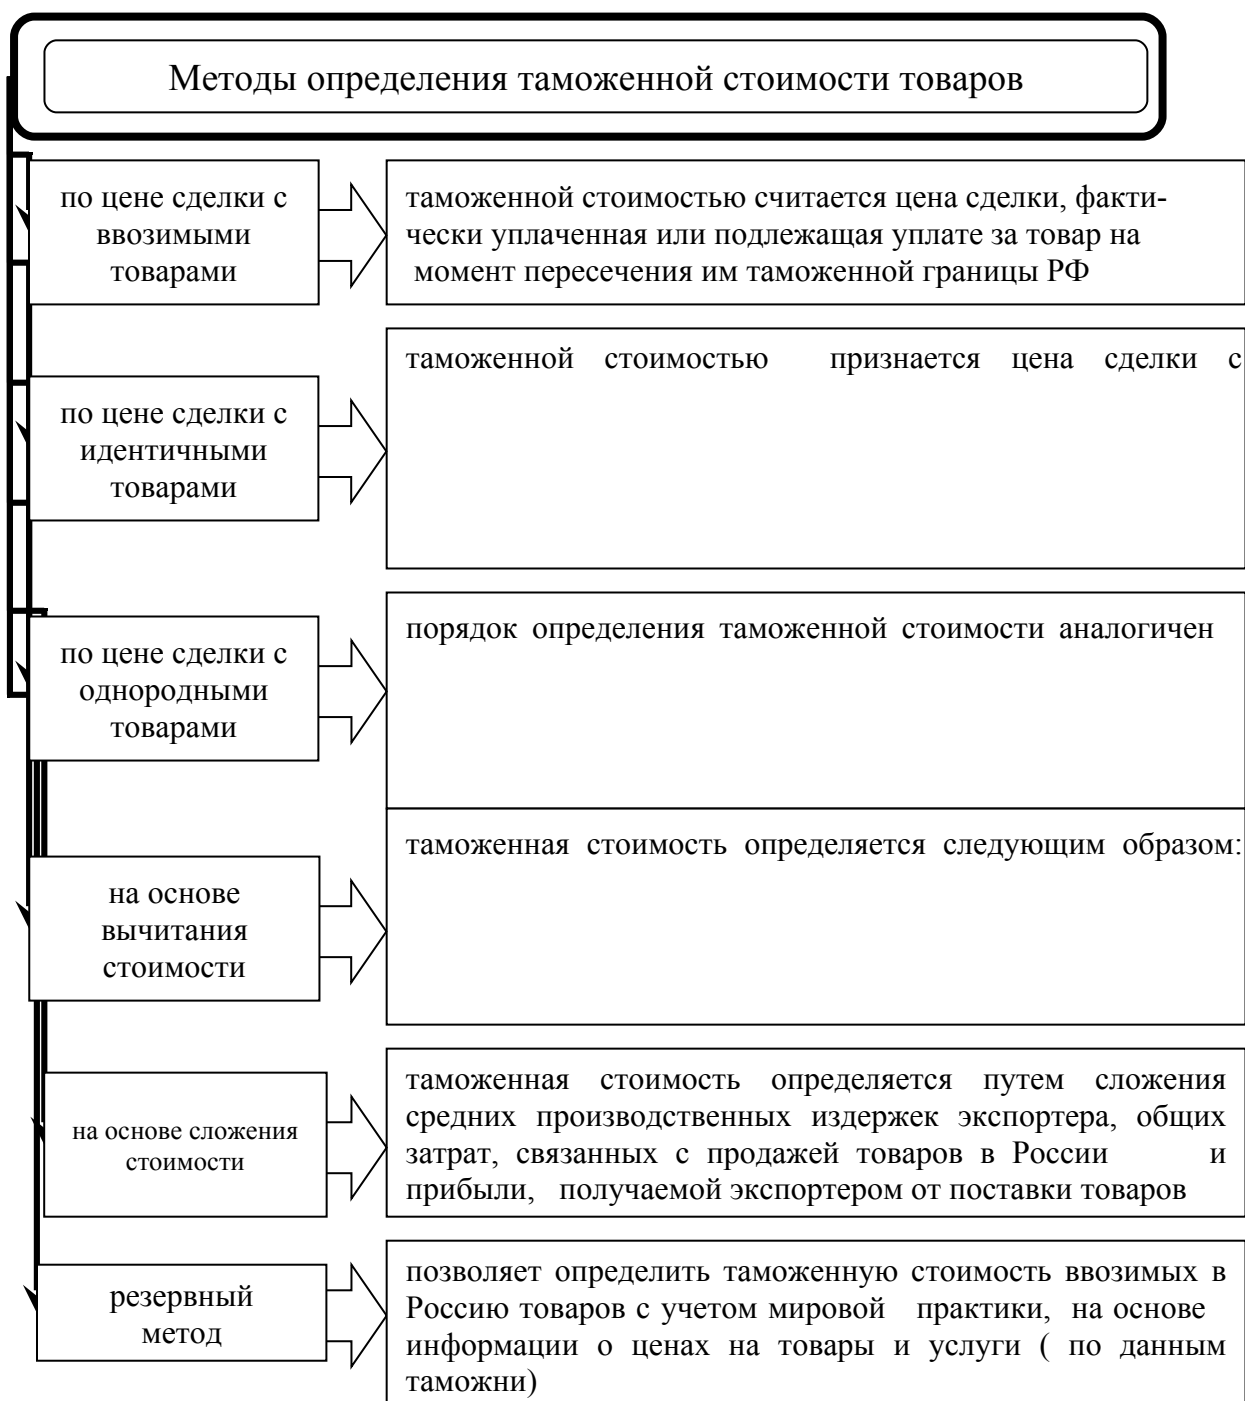 Методы определения таможенной стоимости товаров
по цене сделки с
ввозимыми
товарами
таможенной стоимостью считается цена сделки, факти-
чески уплаченная или подлежащая уплате за товар на
момент пересечения им таможенной границы РФ
по цене сделки с
идентичными
товарами
таможенной стоимостью признается цена сделки с
по цене сделки с
однородными
товарами
порядок определения таможенной стоимости аналогичен
на основе
вычитания
стоимости
таможенная стоимость определяется следующим образом:
на основе сложения
стоимости
таможенная стоимость определяется путем сложения
средних производственных издержек экспортера, общих
затрат, связанных с продажей товаров в России и
прибыли, получаемой экспортером от поставки товаров
резервный
метод
позволяет определить таможенную стоимость ввозимых в
Россию товаров с учетом мировой практики, на основе
информации о ценах на товары и услуги ( по данным
таможни)